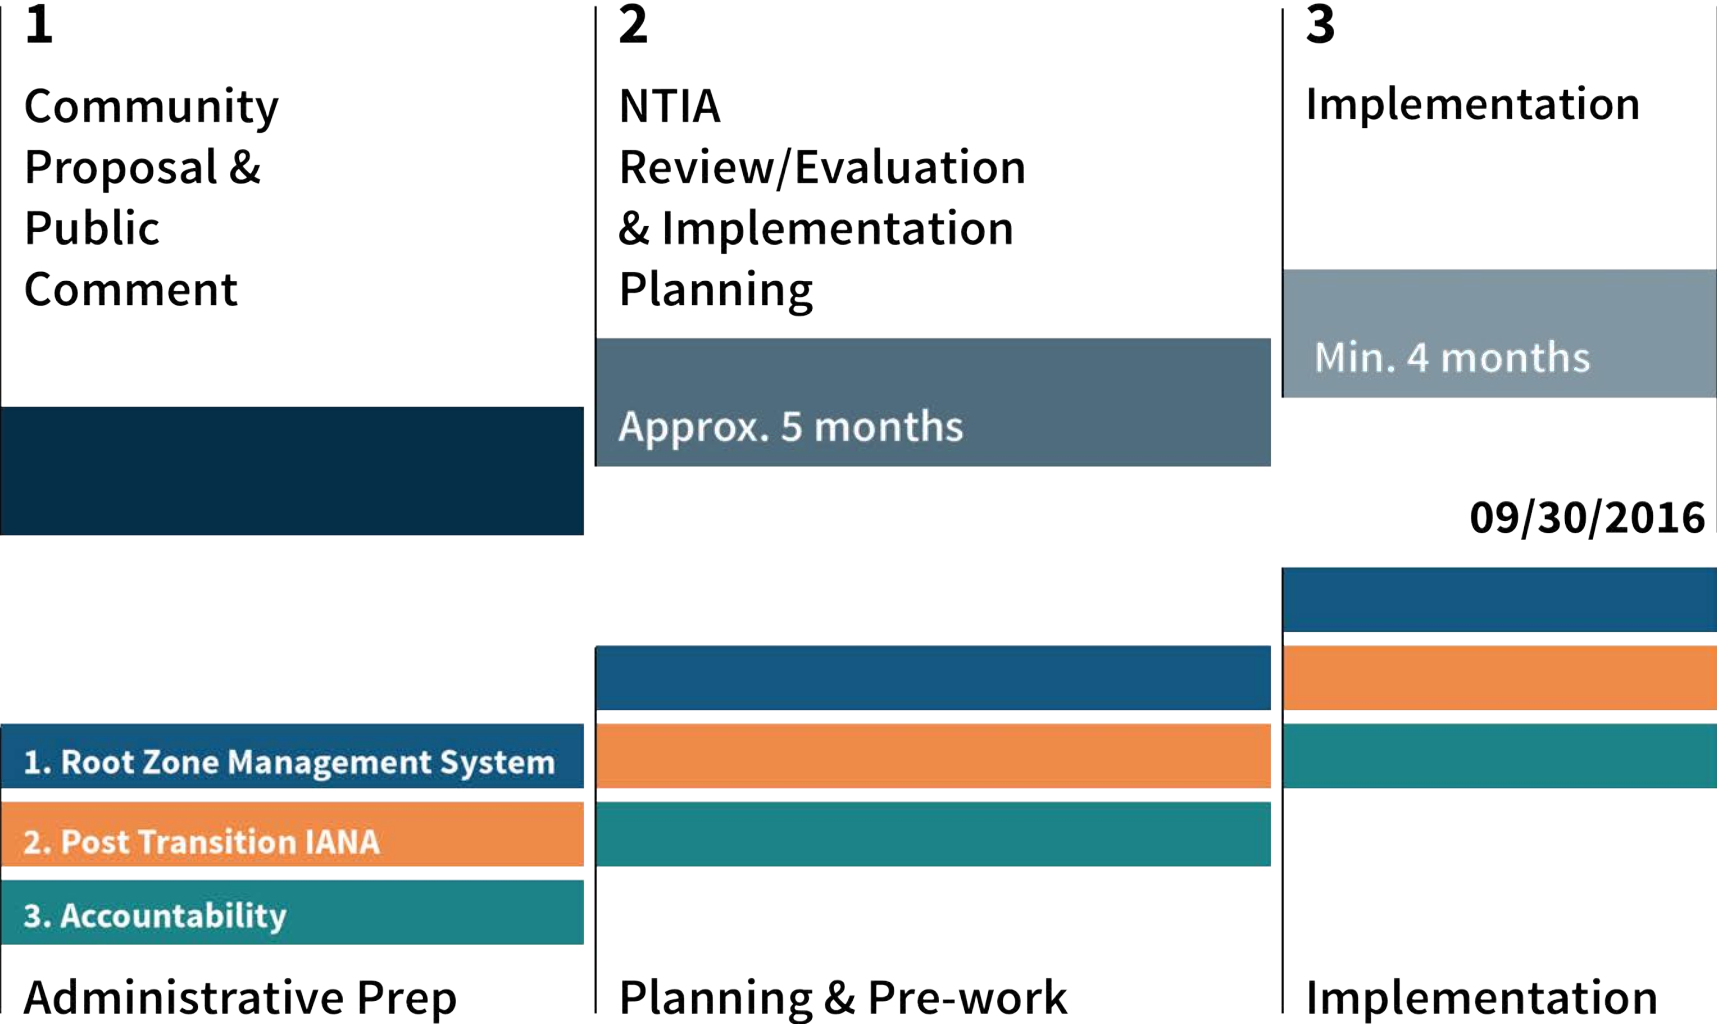 1
Community
Proposal &
Public
Comment
2
NTIA
Review/Evaluation
& Implementation
Planning
Approx. 5 months
3
Implementation
Min. 4 months
09/30/2016
1. Root Zone Management System
2. Post Transition IANA
3. Accountability
Administrative Prep
Planning & Pre-work
Implementation